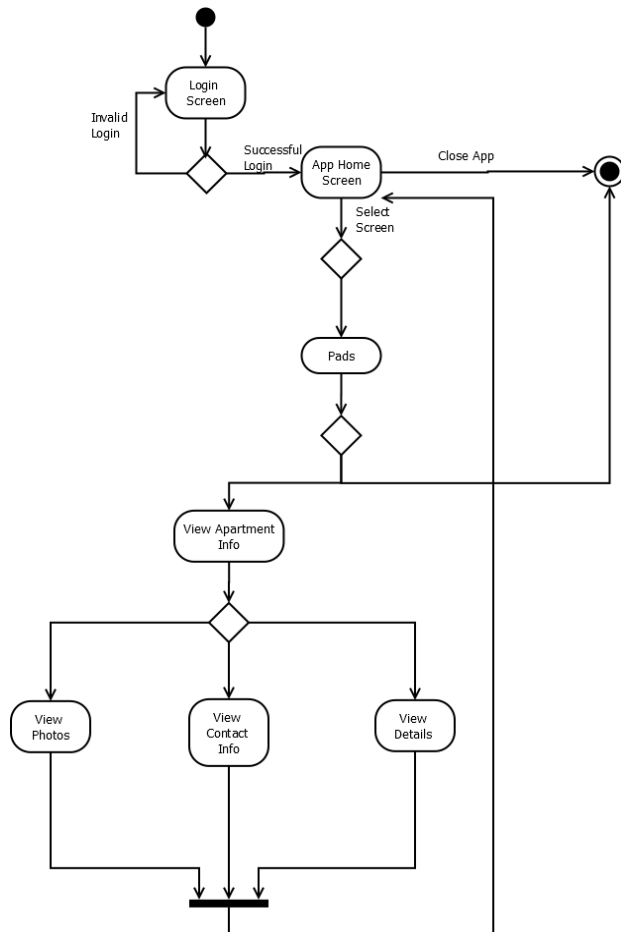 Login
Screen
Invalid
Login
Successful
Login
App Home
Screen
Close App
Select
Screen
Pads
View Apartment
Info
View
Photos
View
Contact
Info
View
Details